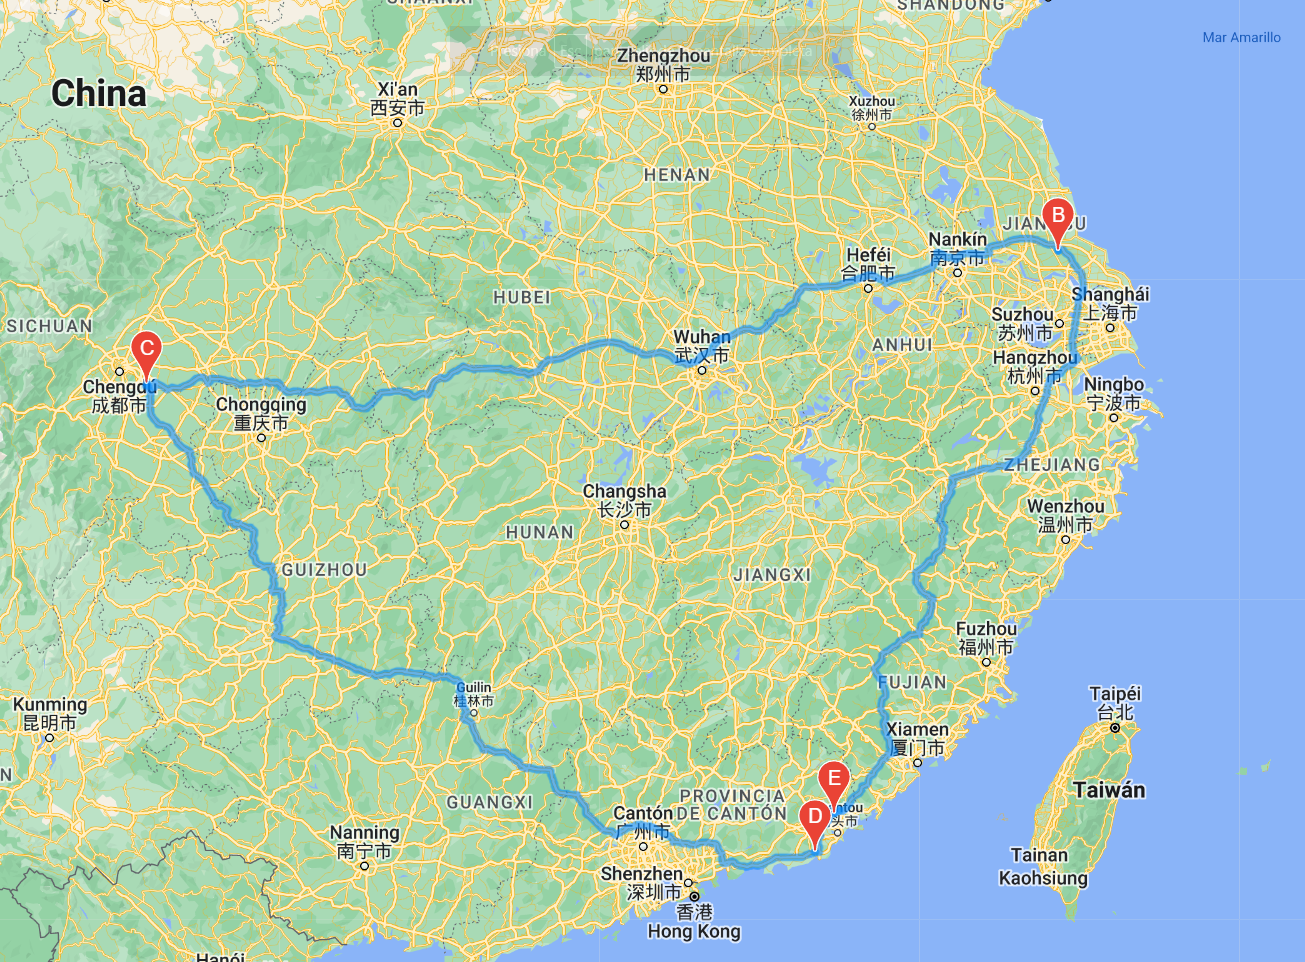 SHAANXI
SHANDONG
Mar Amarillo
Zhengzhou
郑州市
China
Xi'an
西安市
Xuzhou
徐州市
HENAN
B
Nankín
南京市
Heféi
合肥市
HUBEI
Shanghái
上海市
Suzhou
苏州市
SICHUAN
Wuhan
武汉市
ANHUI
C
Hangzhou
杭州市
Chengdu
成都市
Ningbo
宁波市
Chongqing
重庆市
ZHEJIANG
Changsha
长沙市
Wenzhou
温州市
HUNAN
GUIZHOU
JIANGXI
Fuzhou
福州市
FUJIAN
Guilin
桂林市
Taipéi
台北
Kunming
昆明市
Xiamen
厦门市
N
E
Taiwán
PROVINCIA
DE CANTÓN
GUANGXI
Cantón
广州市
D
ntou
头市
Nanning
南宁市
Tainan
Kaohsiung
Shenzhen
深圳市
香港
Hong Kong
Hanói